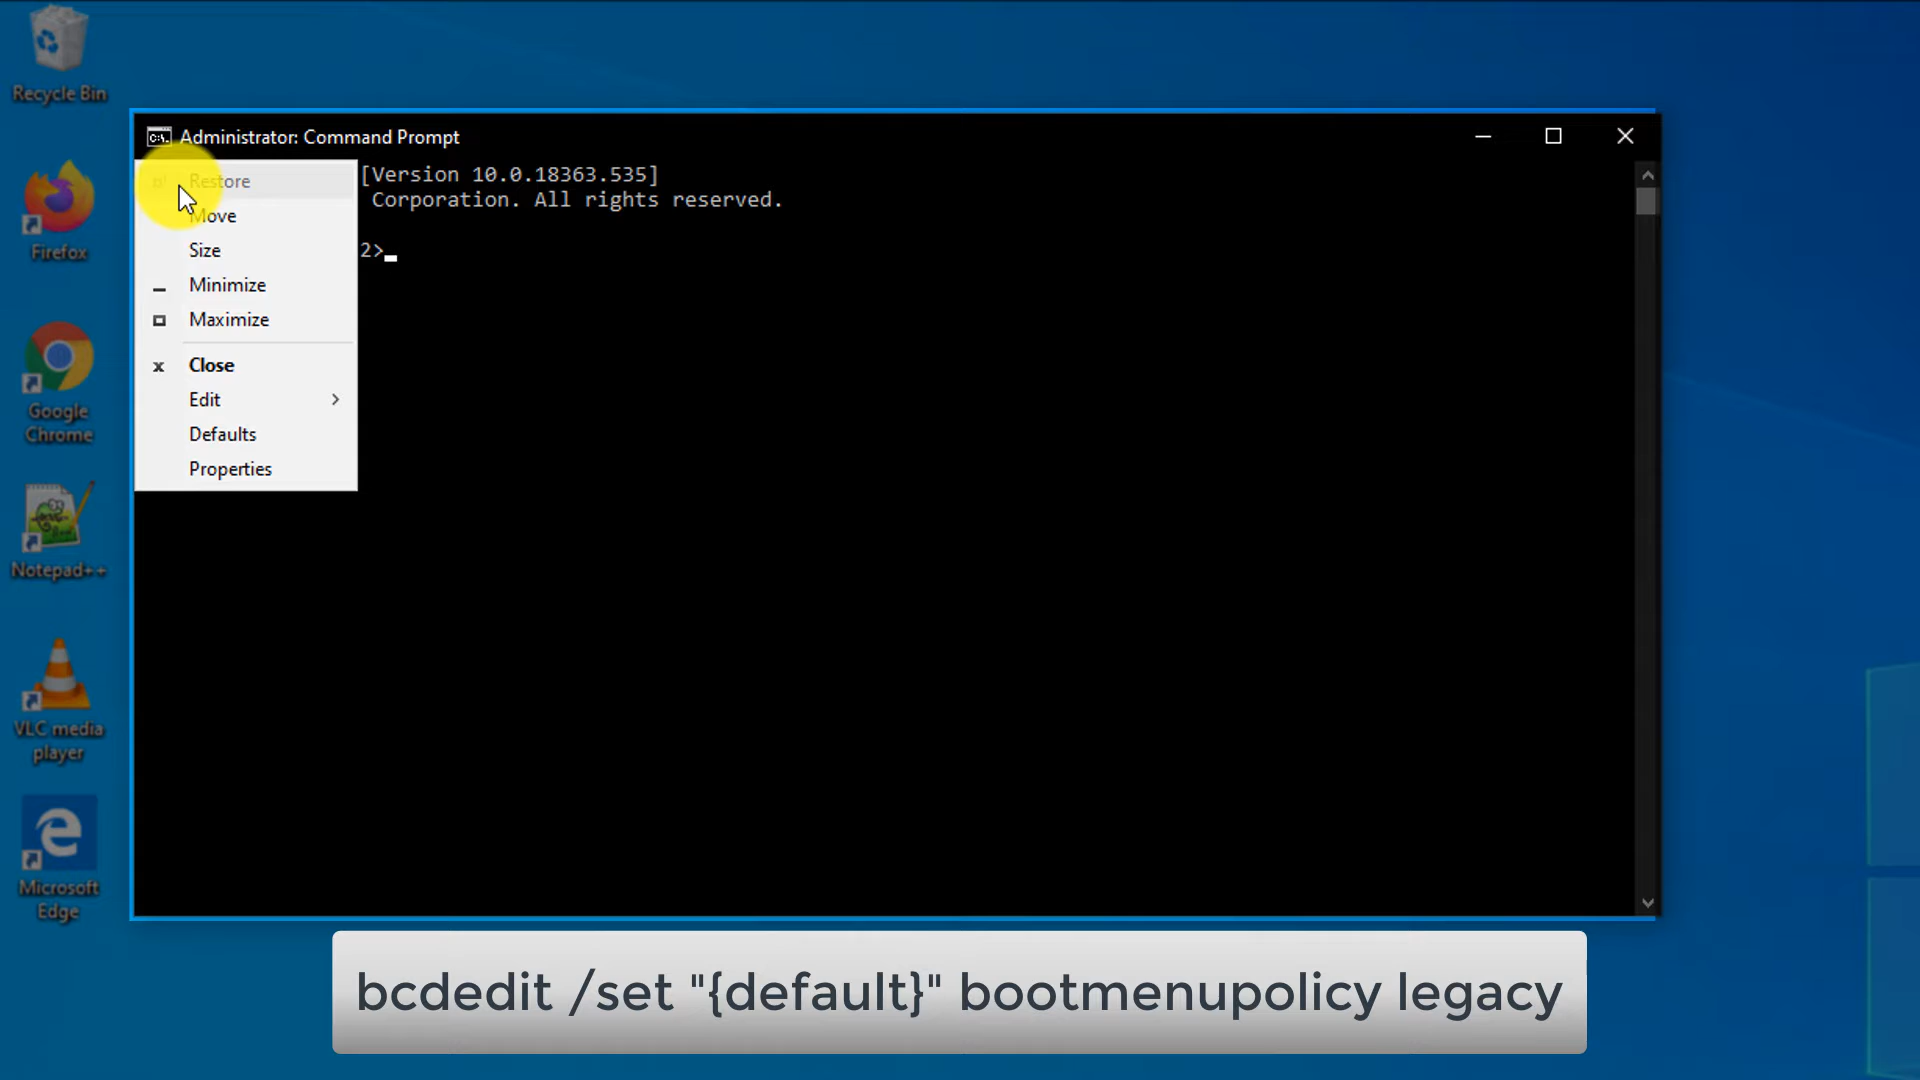 Recycle Bin
Administrator: Command Prompt
[Version 10.0.18363.535]
Corporation. All rights reserved.
2>
Restore
Move
Size
Minimize
Maximize
Close
Edit
Defaults
Properties
Firefox
Google
Chrome
Notepad++
VLC media
player
Microsoft
Edge
bcdedit /set "{default}" bootmenupolicy legacy